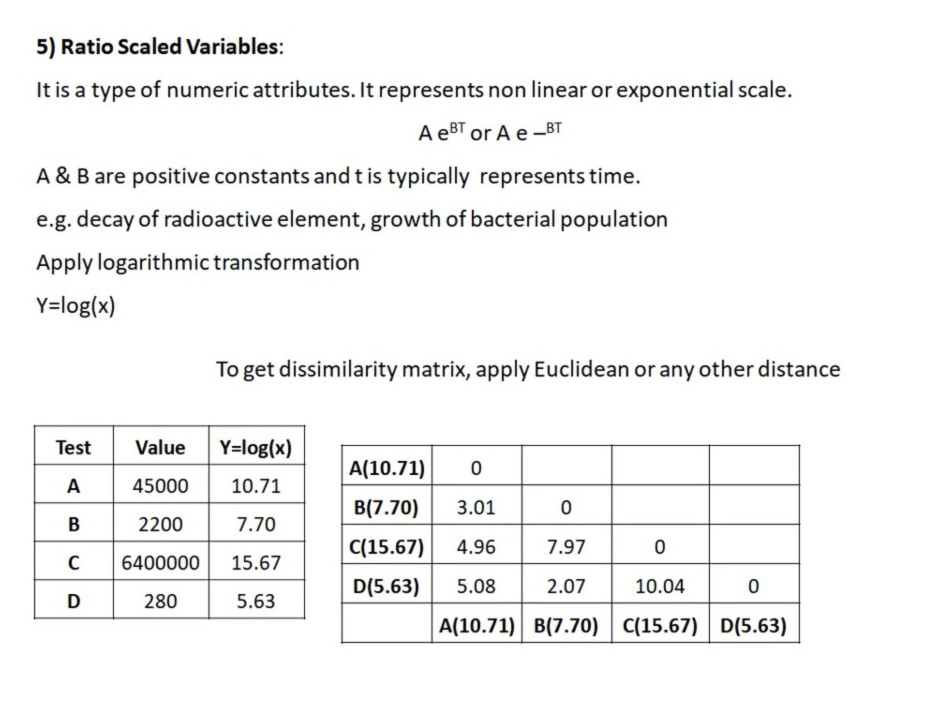 5) Ratio Scaled Variables:
It is a type of numeric attributes. It represents non linear or exponential scale.
A e^BT or A e –^BT
A & B are positive constants and t is typically represents time.
e.g. decay of radioactive element, growth of bacterial population
Apply logarithmic transformation
Y=log(x)
To get dissimilarity matrix, apply Euclidean or any other distance
Test Value Y=log(x)
A 45000 10.71
B 2200 7.70
C 6400000 15.67
D 280 5.63
A(10.71) 0
B(7.70) 3.01 0
C(15.67) 4.96 7.97 0
D(5.63) 5.08 2.07 10.04 0
A(10.71) B(7.70) C(15.67) D(5.63)